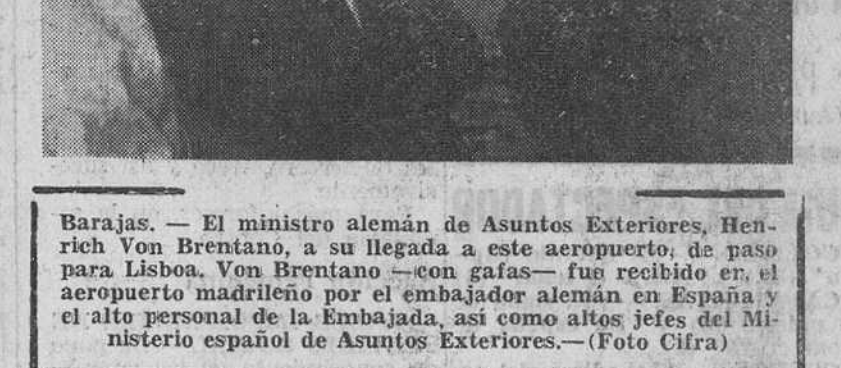 Barajas. — El ministro alemán de Asuntos Exteriores, Hen-
rich Von Brentano, a su llegada a este aeropuerto, de paso
para Lisboa. Von Brentano —con gafas— fue recibido en el
aeropuerto madrileño por el embajador alemán en España y
el alto personal de la Embajada, así como altos jefes del Mi-
nisterio español de Asuntos Exteriores.—(Foto Cifra)